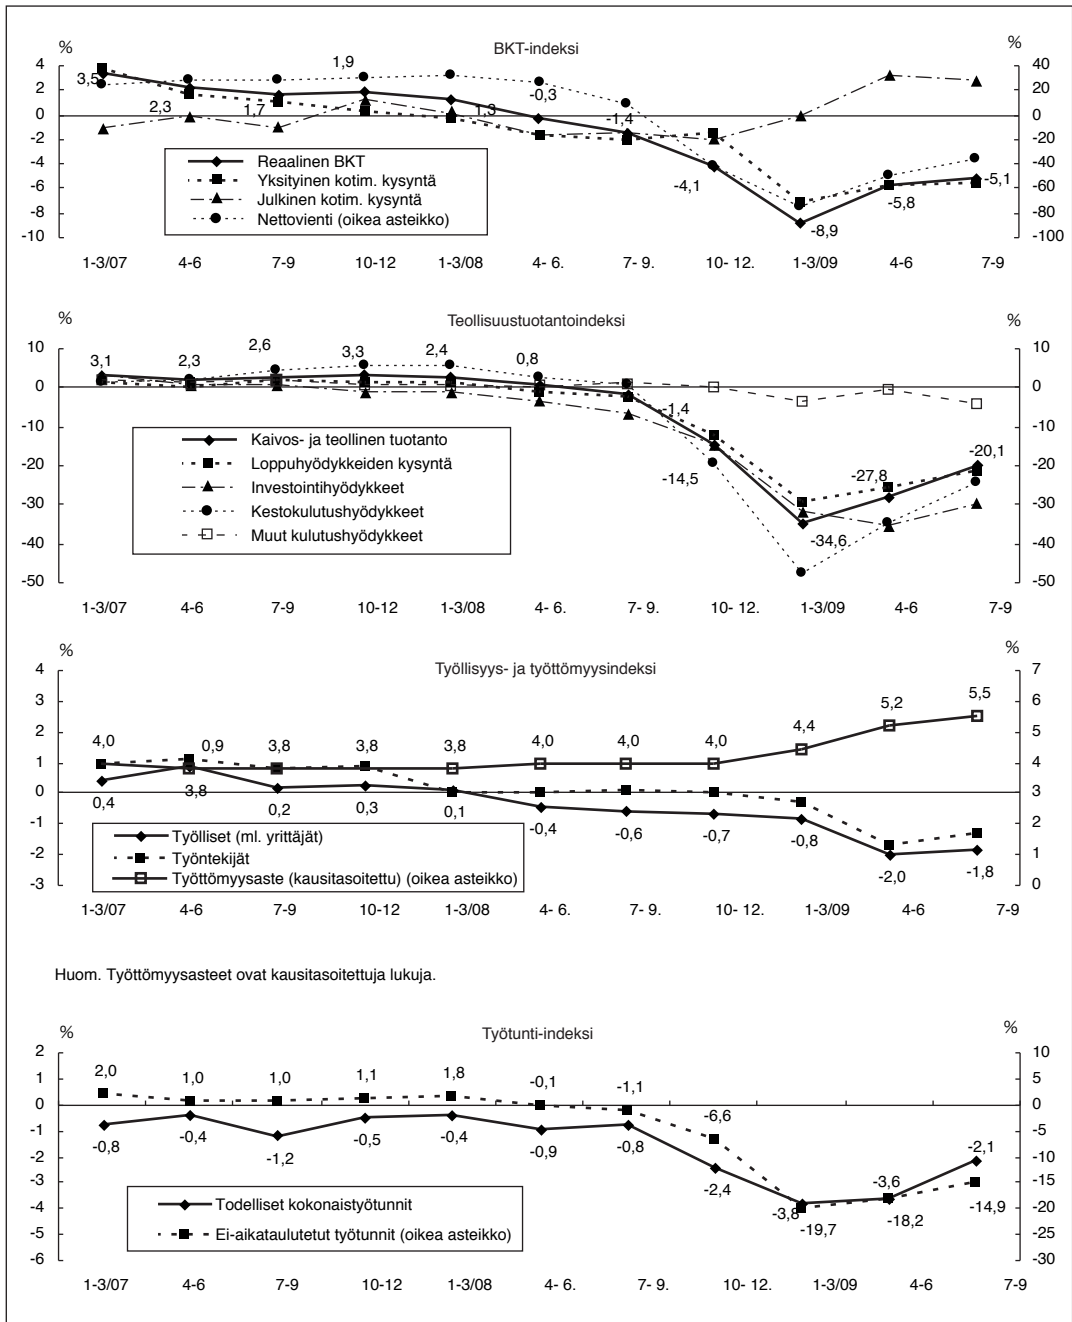 BKT-indeksi
% %
4 40
2 20
0 0
-2 -20
-4 -40
-6 -60
-8 -80
-10 -100
3,5 2,3 1,7 1,9 1,3 -0,3 -1,4 -4,1 -8,9 -5,8 -5,1
Reaalinen BKT
Yksityinen kotim. kysyntä
Julkinen kotim. kysyntä
Nettovienti (oikea asteikko)
1-3/07 4-6 7-9 10-12 1-3/08 4- 6. 7- 9. 10- 12. 1-3/09 4-6 7-9
Teollisuustuotantoindeksi
% %
10 10
0 0
-10 -10
-20 -20
-30 -30
-40 -40
-50 -50
3,1 2,3 2,6 3,3 2,4 0,8 -1,4 -14,5 -34,6 -27,8 -20,1
Kaivos- ja teollinen tuotanto
Loppuhyödykkeiden kysyntä
Investointihyödykkeet
Kestokulutushyödykkeet
Muut kulutushyödykkeet
1-3/07 4-6 7-9 10-12 1-3/08 4- 6. 7- 9. 10- 12. 1-3/09 4-6 7-9
Työllisyys- ja työttömyysindeksi
% %
4 7
3 6
2 5
1 4
0 3
-1 2
-2 1
-3 0
4,0 3,8 3,8 3,8 3,8 4,0 4,0 4,0 4,4 5,2 5,5
0,4 0,9 0,2 0,3 0,1 -0,4 -0,6 -0,7 -0,8 -2,0 -1,8
Työlliset (ml. yrittäjät)
Työntekijät
Työttömyysaste (kausitasoitettu) (oikea asteikko)
1-3/07 4-6 7-9 10-12 1-3/08 4- 6. 7- 9. 10- 12. 1-3/09 4-6 7-9
Huom. Työttömyysasteet ovat kausitasoitettuja lukuja.
Työtunti-indeksi
% %
2 10
1 5
0 0
-1 -5
-2 -10
-3 -15
-4 -20
-5 -25
-6 -30
2,0 1,0 1,0 1,1 1,8 -0,1 -1,1 -6,6 -19,7 -18,2 -14,9
-0,8 -0,4 -1,2 -0,5 -0,4 -0,9 -0,8 -2,4 -3,8 -3,6 -2,1
Todelliset kokonaistyötunnit
Ei-aikataulutetut työtunnit (oikea asteikko)
1-3/07 4-6 7-9 10-12 1-3/08 4- 6. 7- 9. 10- 12. 1-3/09 4-6 7-9